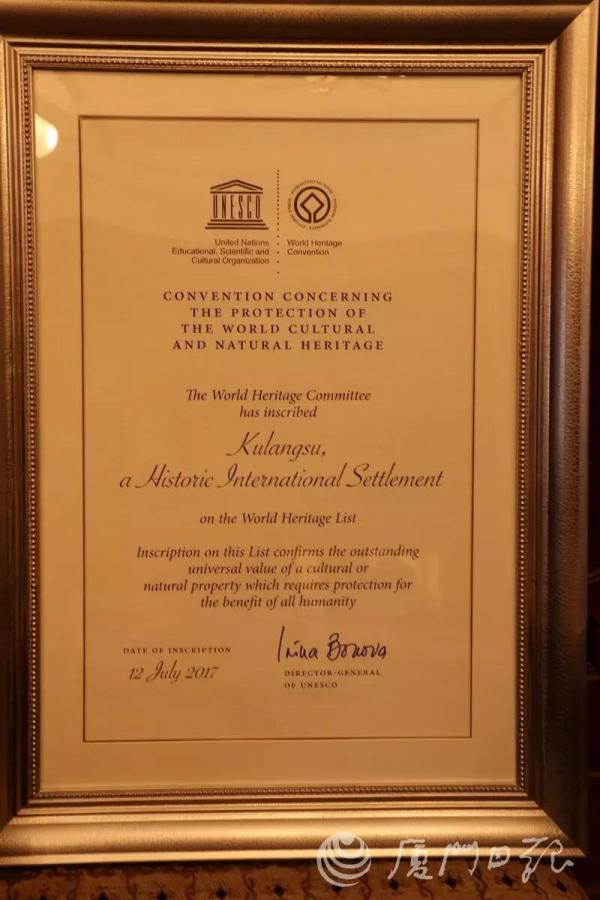 UNESCO
United Nations
Educational, Scientific and
Cultural Organization
World Heritage
Convention
CONVENTION CONCERNING
THE PROTECTION OF
THE WORLD CULTURAL
AND NATURAL HERITAGE
The World Heritage Committee
has inscribed
Kulangsu,
a Historic International Settlement
on the World Heritage List
Inscription on this List confirms the outstanding
universal value of a cultural or
natural property which requires protection for
the benefit of all humanity
DATE OF INSCRIPTION
12 July 2017
Irina Bokova
DIRECTOR-GENERAL
OF UNESCO
厦门日报